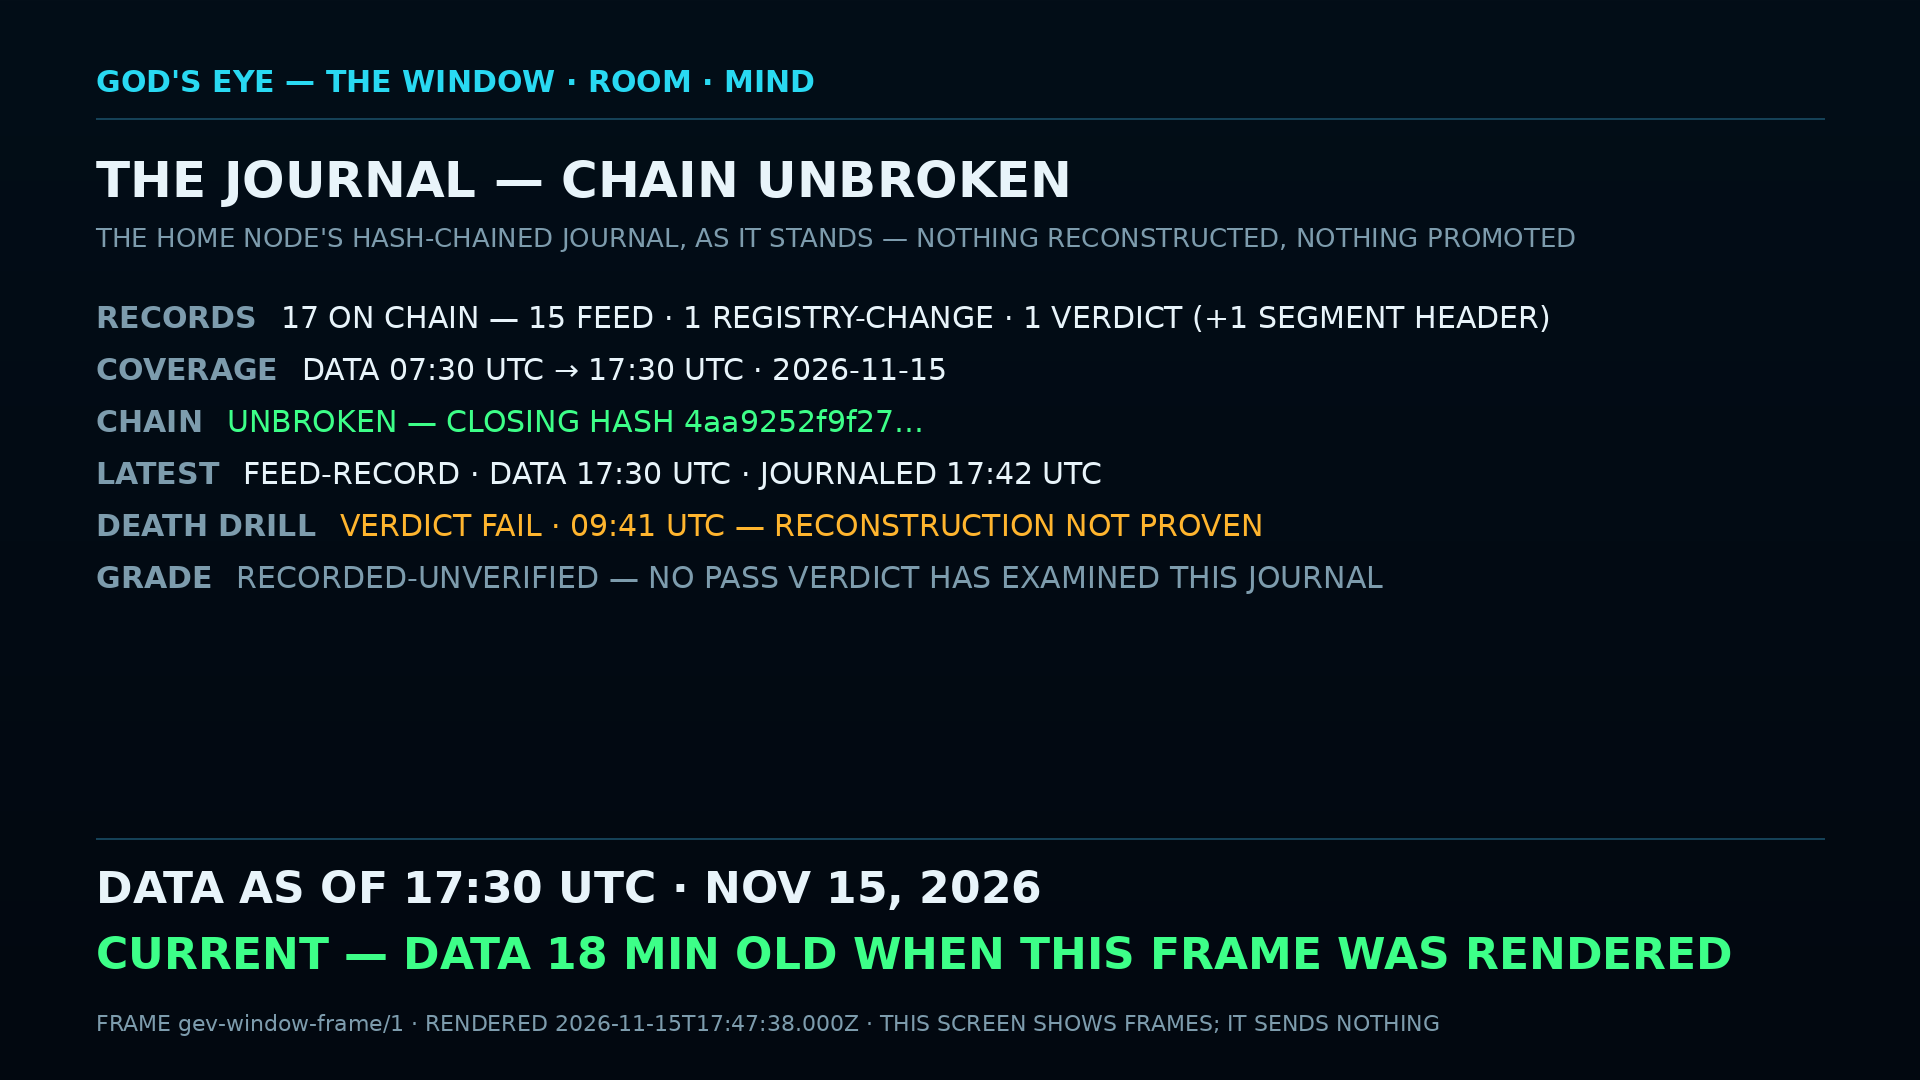 GOD'S EYE — THE WINDOW · ROOM · MIND
THE JOURNAL — CHAIN UNBROKEN
THE HOME NODE'S HASH-CHAINED JOURNAL, AS IT STANDS — NOTHING RECONSTRUCTED, NOTHING PROMOTED
RECORDS 17 ON CHAIN — 15 FEED · 1 REGISTRY-CHANGE · 1 VERDICT (+1 SEGMENT HEADER)
COVERAGE DATA 07:30 UTC → 17:30 UTC · 2026-11-15
CHAIN UNBROKEN — CLOSING HASH 4aa9252f9f27…
LATEST FEED-RECORD · DATA 17:30 UTC · JOURNALED 17:42 UTC
DEATH DRILL VERDICT FAIL · 09:41 UTC — RECONSTRUCTION NOT PROVEN
GRADE RECORDED-UNVERIFIED — NO PASS VERDICT HAS EXAMINED THIS JOURNAL
DATA AS OF 17:30 UTC · NOV 15, 2026
CURRENT — DATA 18 MIN OLD WHEN THIS FRAME WAS RENDERED
FRAME gev-window-frame/1 · RENDERED 2026-11-15T17:47:38.000Z · THIS SCREEN SHOWS FRAMES; IT SENDS NOTHING